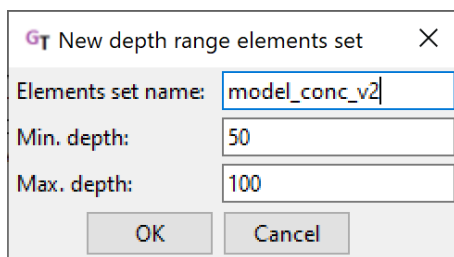 GT New depth range elements set
Elements set name: model_conc_v2
Min. depth: 50
Max. depth: 100
OK Cancel